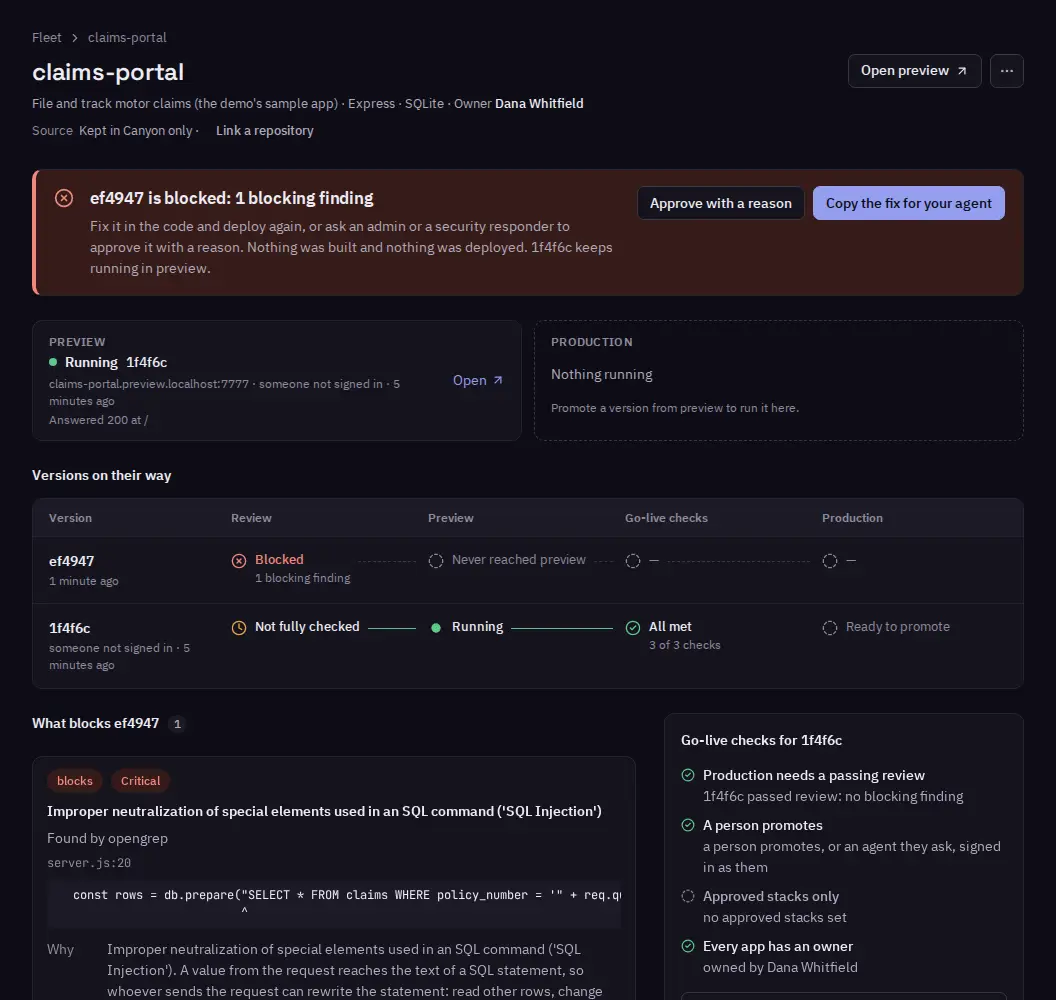 Fleet > claims-portal
claims-portal
Open preview ↗
···
File and track motor claims (the demo's sample app) · Express · SQLite · Owner Dana Whitfield
Source Kept in Canyon only · Link a repository
ef4947 is blocked: 1 blocking finding
Approve with a reason
Copy the fix for your agent
Fix it in the code and deploy again, or ask an admin or a security responder to
approve it with a reason. Nothing was built and nothing was deployed. 1f4f6c keeps
running in preview.
PREVIEW
Running 1f4f6c
claims-portal.preview.localhost:7777 · someone not signed in · 5
minutes ago
Answered 200 at /
Open ↗
PRODUCTION
Nothing running
Promote a version from preview to run it here.
Versions on their way
Version Review Preview Go-live checks Production
ef4947 Blocked Never reached preview — —
1 minute ago 1 blocking finding
1f4f6c Not fully checked Running All met Ready to promote
someone not signed in · 5 3 of 3 checks
minutes ago
What blocks ef4947 1
blocks Critical
Improper neutralization of special elements used in an SQL command ('SQL Injection')
Found by opengrep
server.js:20
const rows = db.prepare("SELECT * FROM claims WHERE policy_number = '" + req.
^
Why Improper neutralization of special elements used in an SQL command ('SQL
Injection'). A value from the request reaches the text of a SQL statement, so
whoever sends the request can rewrite the statement: read other rows, change
Go-live checks for 1f4f6c
Production needs a passing review
1f4f6c passed review: no blocking finding
A person promotes
a person promotes, or an agent they ask, signed
in as them
Approved stacks only
no approved stacks set
Every app has an owner
owned by Dana Whitfield